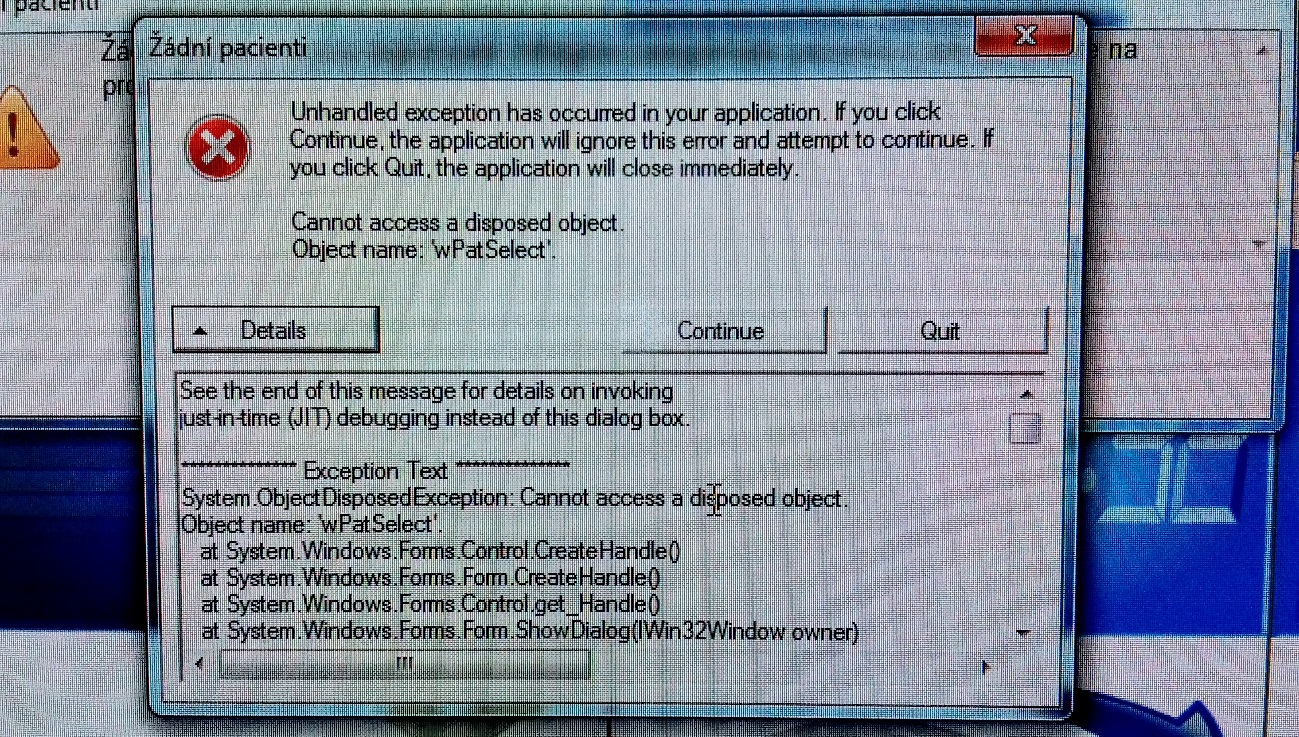 pacienti
Žádní pacienti
Žá
na
Unhandled exception has occurred in your application. If you click
Continue, the application will ignore this error and attempt to continue. If
you click Quit, the application will close immediately.
Cannot access a disposed object.
Object name: 'wPatSelect'.
Details
Continue
Quit
See the end of this message for details on invoking
just-in-time (JIT) debugging instead of this dialog box.
************** Exception Text **************
System.ObjectDisposedException: Cannot access a disposed object.
Object name: 'wPatSelect'.
at System.Windows.Forms.Control.CreateHandle()
at System.Windows.Forms.Form.CreateHandle()
at System.Windows.Forms.Control.get_Handle()
at System.Windows.Forms.Form.ShowDialog(IWin32Window owner)